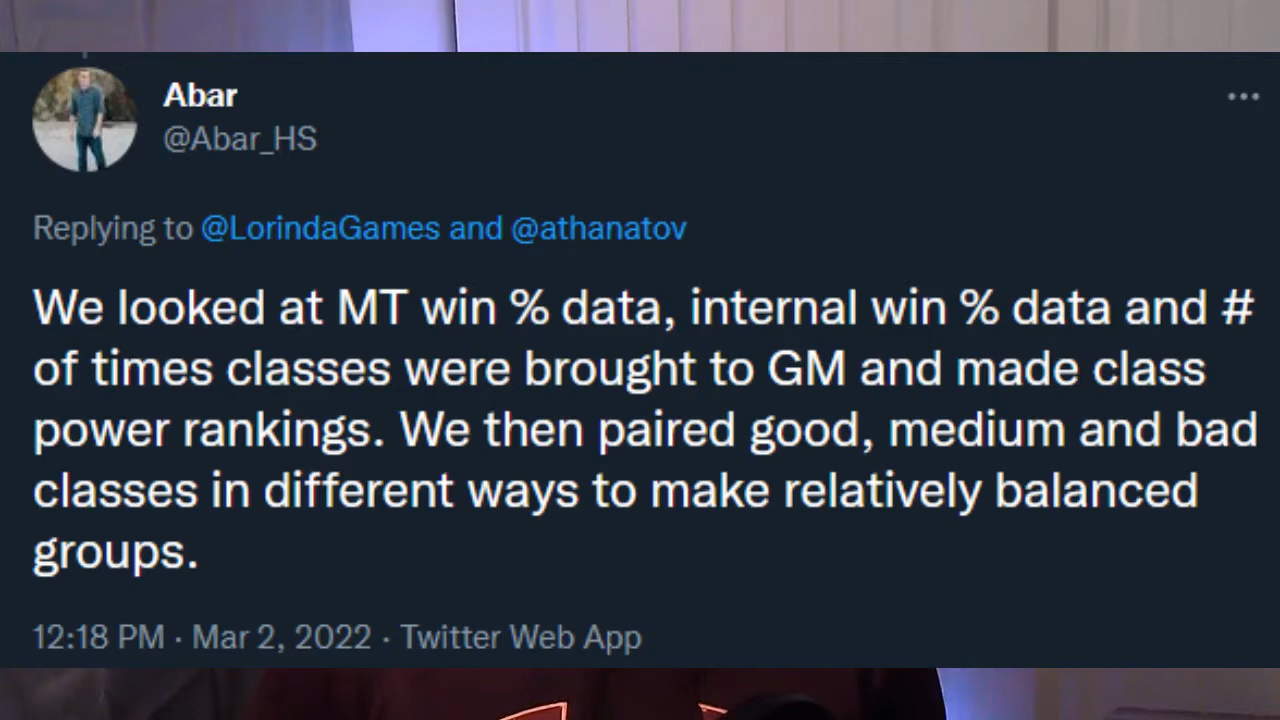 Abar
@Abar_HS
Replying to @LorindaGames and @athanatov
We looked at MT win % data, internal win % data and #
of times classes were brought to GM and made class
power rankings. We then paired good, medium and bad
classes in different ways to make relatively balanced
groups.
12:18 PM · Mar 2, 2022 · Twitter Web App